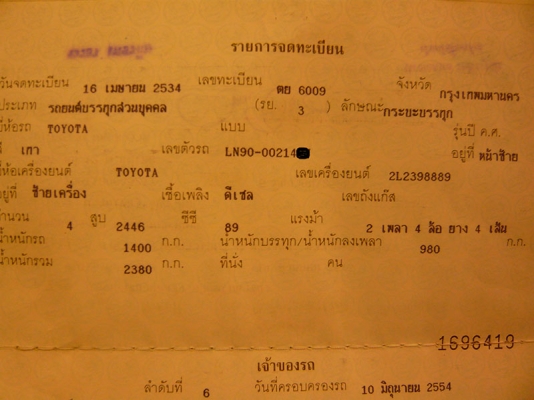 รายการจดทะเบียน
วันจดทะเบียน 16 เมษายน 2534 เลขทะเบียน ตย 6009 จังหวัด กรุงเทพมหานคร
ประเภท รถยนต์บรรทุกส่วนบุคคล (รย. 3 ) ลักษณะ กระยะบรรทุก
ยี่ห้อรถ TOYOTA แบบ รุ่นปี ค.ศ.
สี เทา เลขตัวรถ LN90-00214 อยู่ที่ หน้าซ้าย
ยี่ห้อเครื่องยนต์ TOYOTA เลขเครื่องยนต์ 2L2398889
อยู่ที่ ซ้ายเครื่อง เชื้อเพลิง ดีเซล เลขถังแก๊ส
จำนวน 4 สูบ 2446 ซีซี 89 แรงม้า 2 เพลา 4 ล้อ ยาง 4 เส้น
น้ำหนักรถ 1400 ก.ก. น้ำหนักบรรทุก/น้ำหนักลงเพลา 980 ก.ก.
น้ำหนักรวม 2380 ก.ก. ที่นั่ง คน
1696419
เจ้าของรถ
ลำดับที่ 6 วันที่ครอบครองรถ 10 มิถุนายน 2554